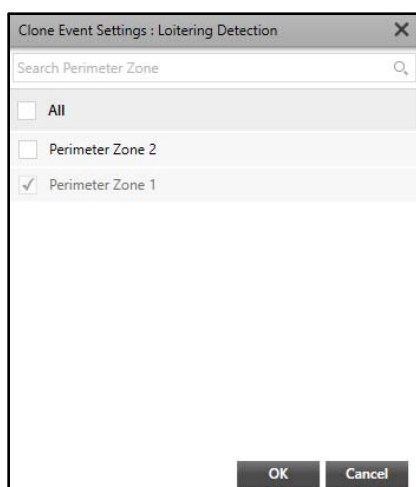 Clone Event Settings : Loitering Detection
Search Perimeter Zone
All
Perimeter Zone 2
Perimeter Zone 1
OK Cancel